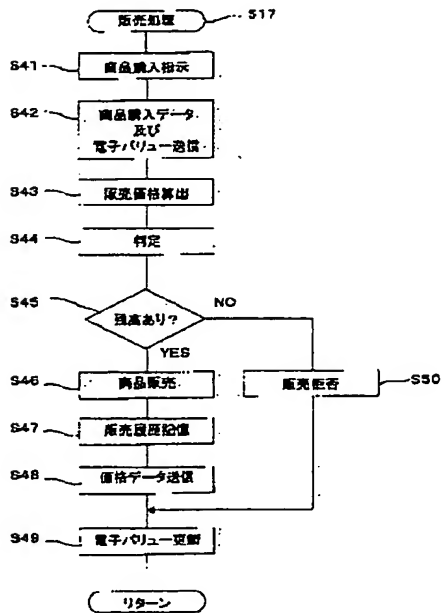 販売処理
S17
S41
商品購入指示
S42
商品購入データ
及び
電子バリュー送信
S43
販売価格算出
S44
判定
S45
残高あり?
NO
YES
S46
商品販売
販売拒否
S50
S47
販売履歴記憶
S48
価格データ送信
S49
電子バリュー更新
リターン